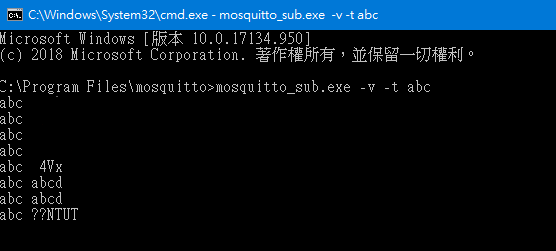 C:\Windows\System32\cmd.exe - mosquitto_sub.exe -v -t abc
Microsoft Windows [版本 10.0.17134.950]
(c) 2018 Microsoft Corporation. 著作權所有，並保留一切權利。
C:\Program Files\mosquitto>mosquitto_sub.exe -v -t abc
abc
abc
abc
abc
abc  4Vx
abc abcd
abc abcd
abc ??NTUT